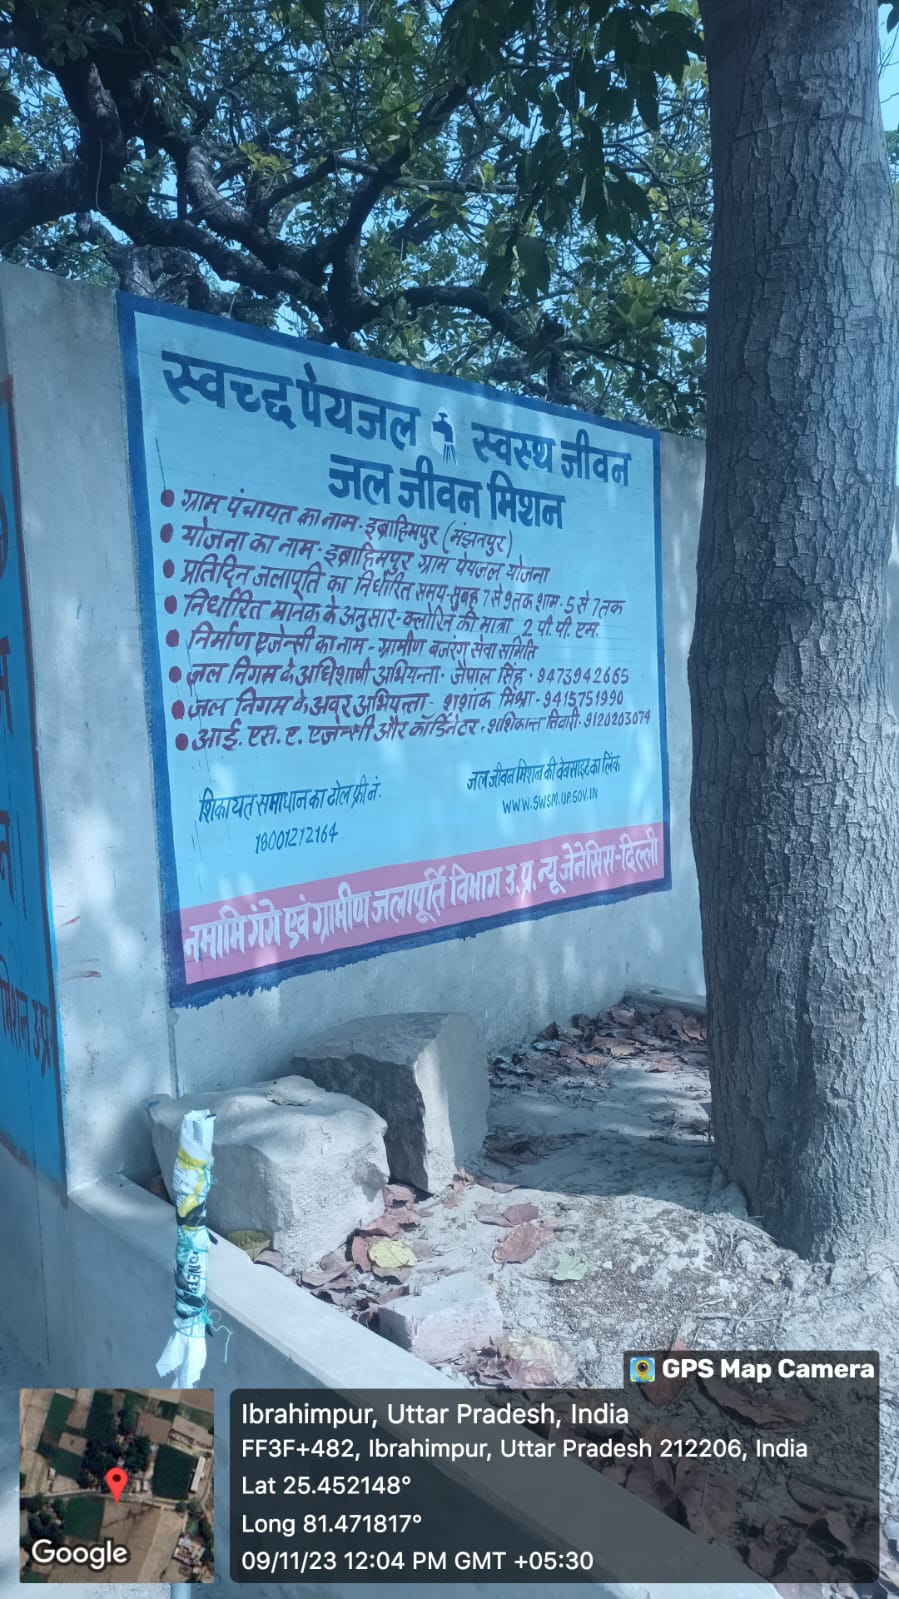 स्वच्छ पेयजल स्वस्थ जीवन
जल जीवन मिशन
ग्राम पंचायत का नाम - इब्राहिमपुर (मंझनपुर)
योजना का नाम - इब्राहिमपुर ग्राम पेयजल योजना
प्रतिदिन जलापूर्ति का निर्धारित समय - सुबह 7 से 9 तक शाम - 5 से 7 तक
निर्धारित मानक के अनुसार - क्लोरिन की मात्रा 2 पी. पी. एम.
निर्माण एजेन्सी का नाम - ग्रामीण बजरंग सेवा समिति
जल निगम के अधिशाषी अभियन्ता - जैपाल सिंह - 9473942665
जल निगम के अवर अभियन्ता - शशांक मिश्रा - 9415751990
आई. एस. ए. एजेन्सी और कॉर्डिनेटर - शशिकान्त तिवारी - 9120203074
शिकायत समाधान का टोल फ्री नं.
18001212164
जल जीवन मिशन की वेबसाइट का लिंक
WWW.SWSM.UP.GOV.IN
नमामि गंगे एवं ग्रामीण जलापूर्ति विभाग उ.प्र. न्यू जेनेसिस-दिल्ली
मिशन उ.प्र
GPS Map Camera
Ibrahimpur, Uttar Pradesh, India
FF3F+482, Ibrahimpur, Uttar Pradesh 212206, India
Lat 25.452148°
Long 81.471817°
09/11/23 12:04 PM GMT +05:30
Google